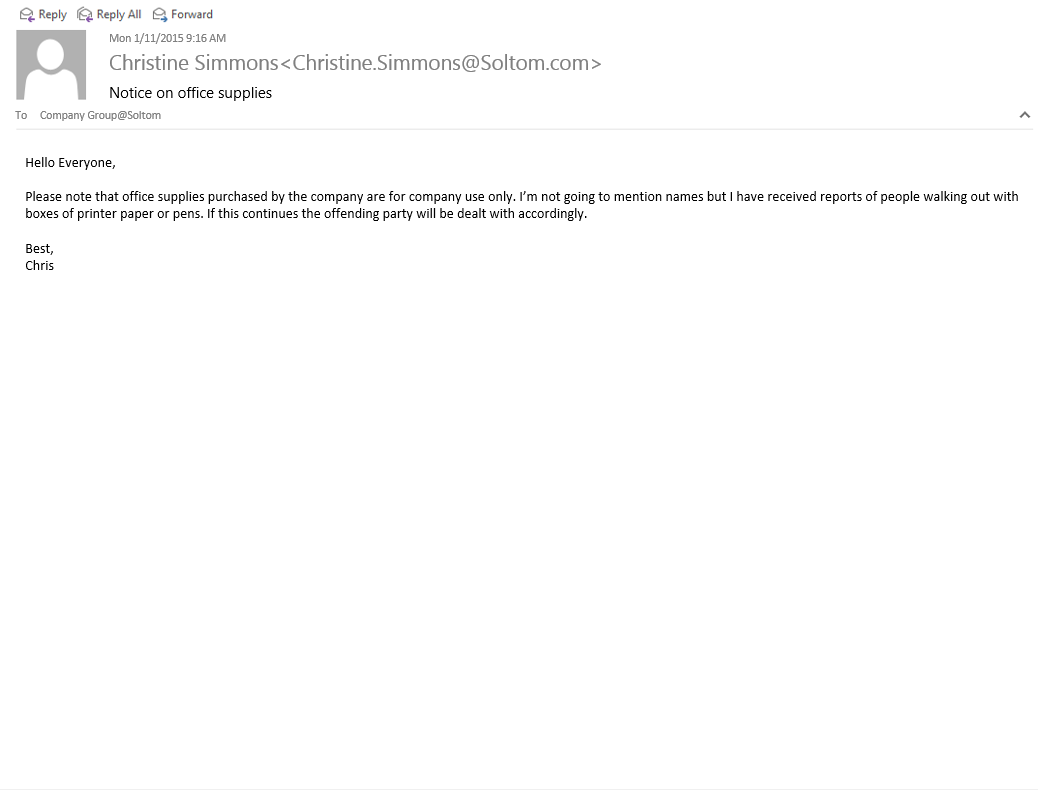 Reply Reply All Forward
Mon 1/11/2015 9:16 AM
Christine Simmons<Christine.Simmons@Soltom.com>
Notice on office supplies
To Company Group@Soltom
Hello Everyone,
Please note that office supplies purchased by the company are for company use only. I’m not going to mention names but I have received reports of people walking out with
boxes of printer paper or pens. If this continues the offending party will be dealt with accordingly.
Best,
Chris